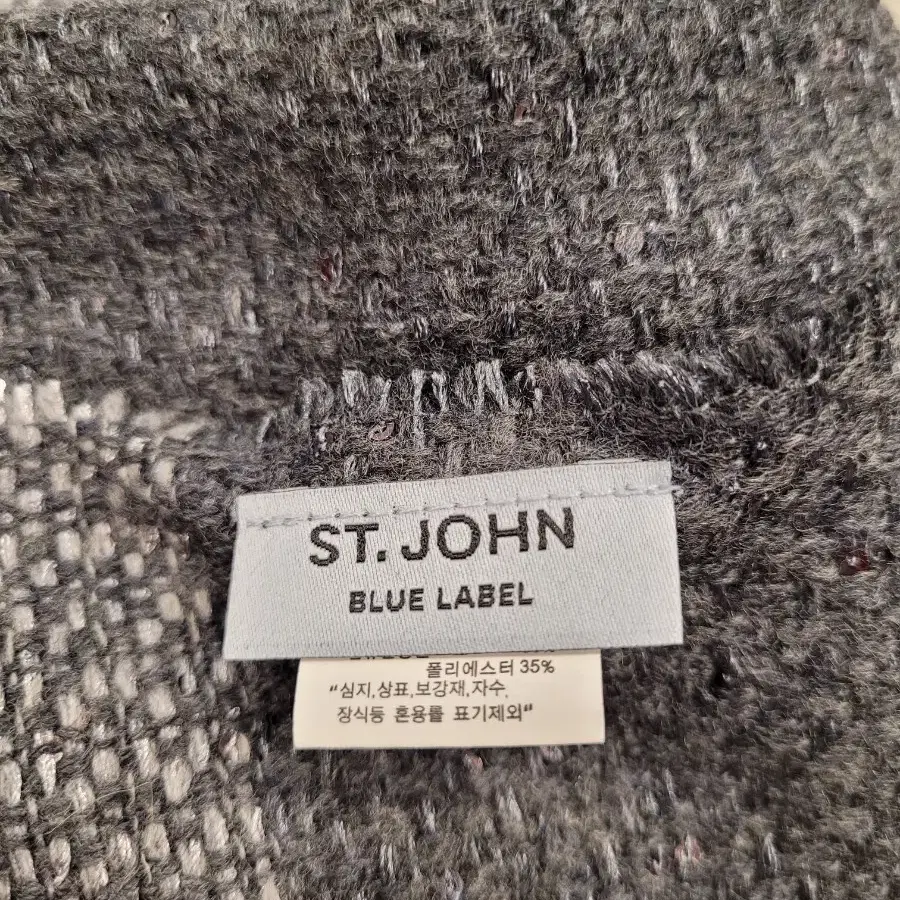 ST. JOHN
BLUE LABEL
폴리에스터 35%
"심지,상표,보강재,자수,
장식등 혼용률 표기제외"